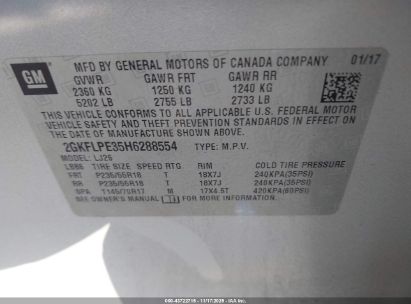 GM
MFD BY GENERAL MOTORS OF CANADA COMPANY 01/17
GVWR GAWR FRT GAWR RR
2360 KG 1250 KG 1240 KG
5202 LB 2755 LB 2733 LB
THIS VEHICLE CONFORMS TO ALL APPLICABLE U.S. FEDERAL MOTOR
VEHICLE SAFETY AND THEFT PREVENTION STANDARDS IN EFFECT ON
THE DATE OF MANUFACTURE SHOWN ABOVE.
2GKFLPE35H6288554 TYPE: M.P.V.
MODEL: LJ26
TIRE SIZE SPEED RTG RIM COLD TIRE PRESSURE
FRT P235/55R18 T 18X7J 240KPA(35PSI)
RR P235/55R18 T 18X7J 240KPA(35PSI)
SPA T145/70R17 M 17X4.5T 420KPA(60PSI)
SEE OWNER'S MANUAL FOR ADDITIONAL INFORMATION.